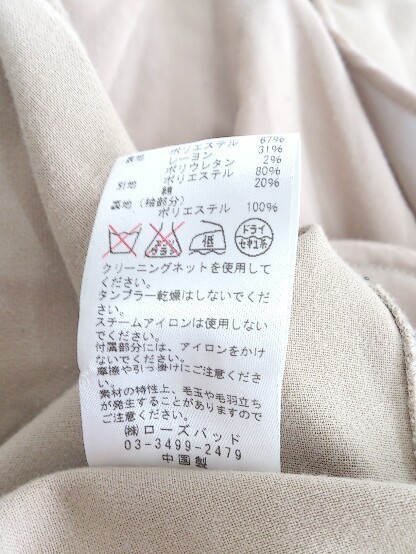 表地 ポリエステル 67%
レーヨン 31%
ポリウレタン 2%
別地 ポリエステル 80%
綿 20%
裏地(袖部分)
ポリエステル 100%
エンソ サラシ 低 ドライ セキユ系
クリーニングネットを使用して
ください。
タンブラー乾燥はしないでくだ
さい。
スチームアイロンは使用しない
でください。
付属部分には、アイロンをかけ
ないでください。
摩擦や引っ掛けにご注意くださ
い。
素材の特性上、毛玉や毛羽立ち
が発生することがありますので
ご注意ください。
㈱ローズバッド
03-3499-2479
中国製